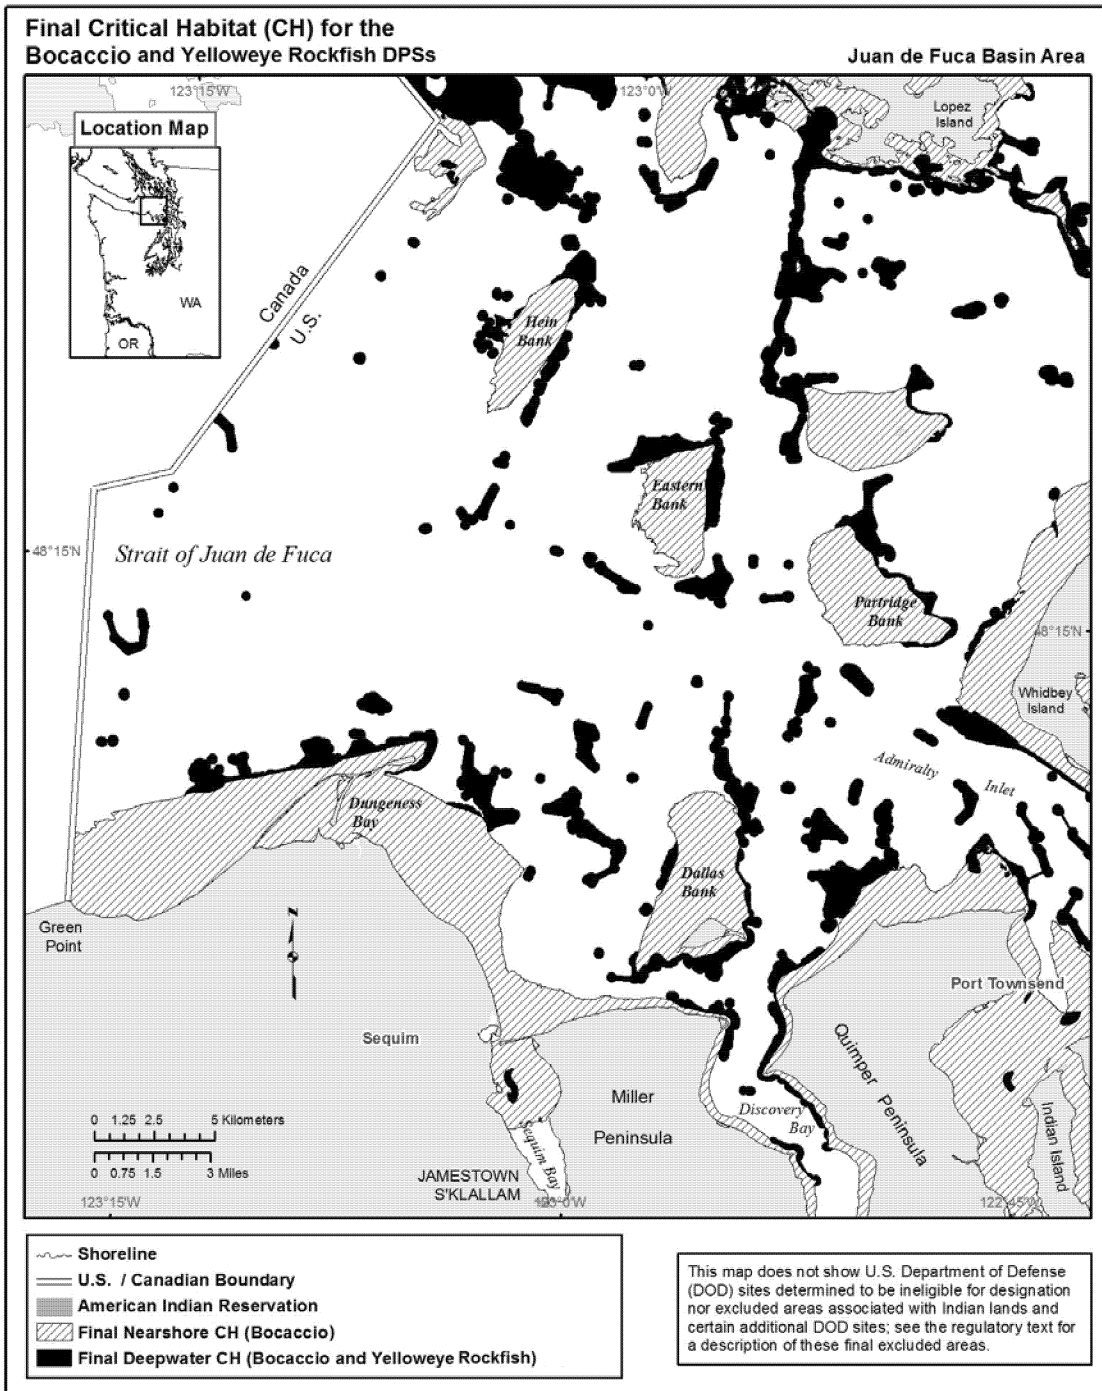 Final Critical Habitat (CH) for the
Bocaccio and Yelloweye Rockfish DPSs
Juan de Fuca Basin Area
123°15'W
123°0'W
Location Map
WA
OR
Lopez
Island
Canada
U.S.
Hein
Bank
Eastern
Bank
48°15'N
Strait of Juan de Fuca
Partridge
Bank
48°15'N
Whidbey
Island
Admiralty
Inlet
Dungeness
Bay
Dallas
Bank
Green
Point
N
Port Townsend
Sequim
Quimper Peninsula
Miller
Peninsula
Discovery
Bay
Indian Island
Sequim Bay
0 1.25 2.5 5 Kilometers
0 0.75 1.5 3 Miles
JAMESTOWN
S'KLALLAM
123°15'W
123°0'W
122°45'W
Shoreline
U.S. / Canadian Boundary
American Indian Reservation
Final Nearshore CH (Bocaccio)
Final Deepwater CH (Bocaccio and Yelloweye Rockfish)
This map does not show U.S. Department of Defense
(DOD) sites determined to be ineligible for designation
nor excluded areas associated with Indian lands and
certain additional DOD sites; see the regulatory text for
a description of these final excluded areas.